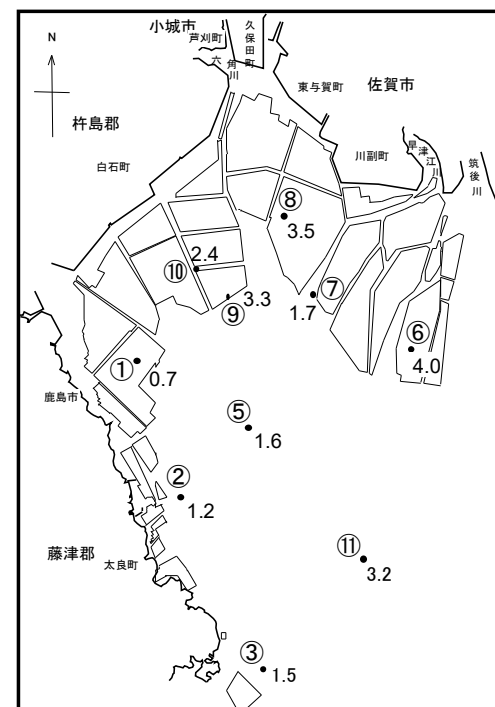 小城市
芦刈町
久保田町
六角川
N
東与賀町
佐賀市
杵島郡
川副町
早津江川
筑後川
白石町
⑧
3.5
2.4
⑩
⑦
3.3
1.7
⑨
⑥
4.0
①
0.7
鹿島市
⑤
1.6
②
1.2
⑪
3.2
藤津郡
太良町
③
1.5